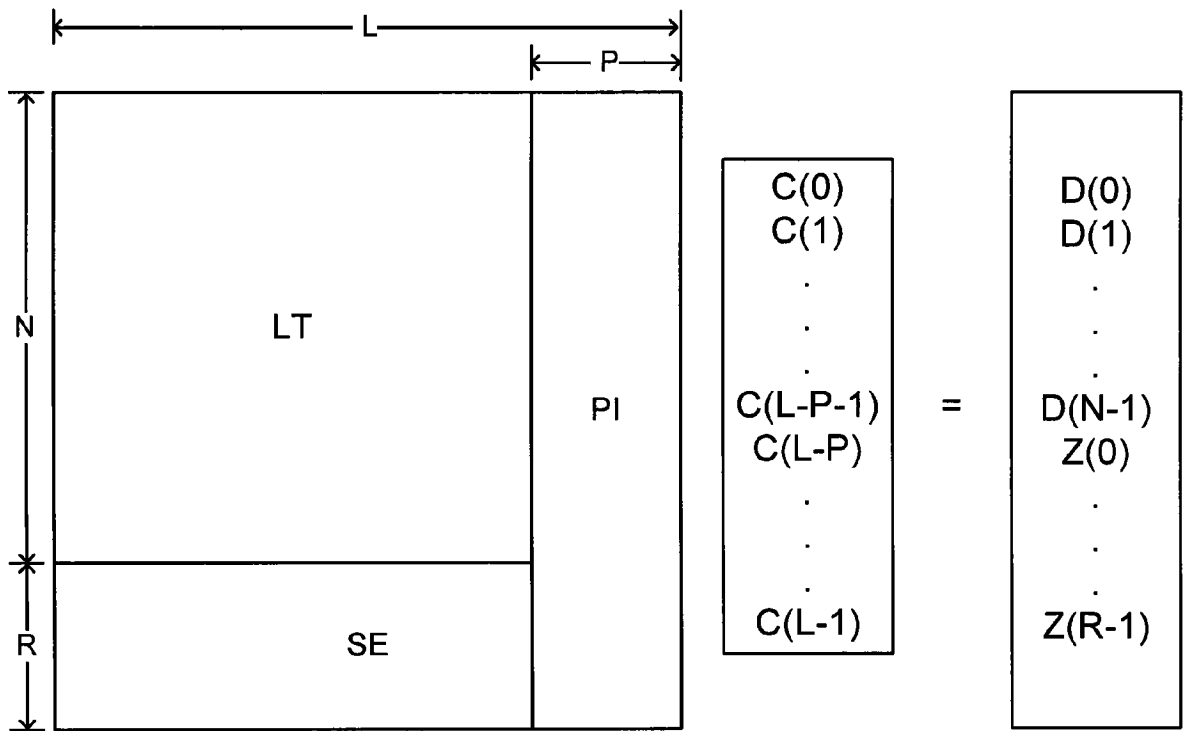 L
P
N
R
LT
PI
SE
C(0)
C(1)
.
.
.
C(L-P-1)
C(L-P)
.
.
.
C(L-1)
=
D(0)
D(1)
.
.
.
D(N-1)
Z(0)
.
.
.
Z(R-1)